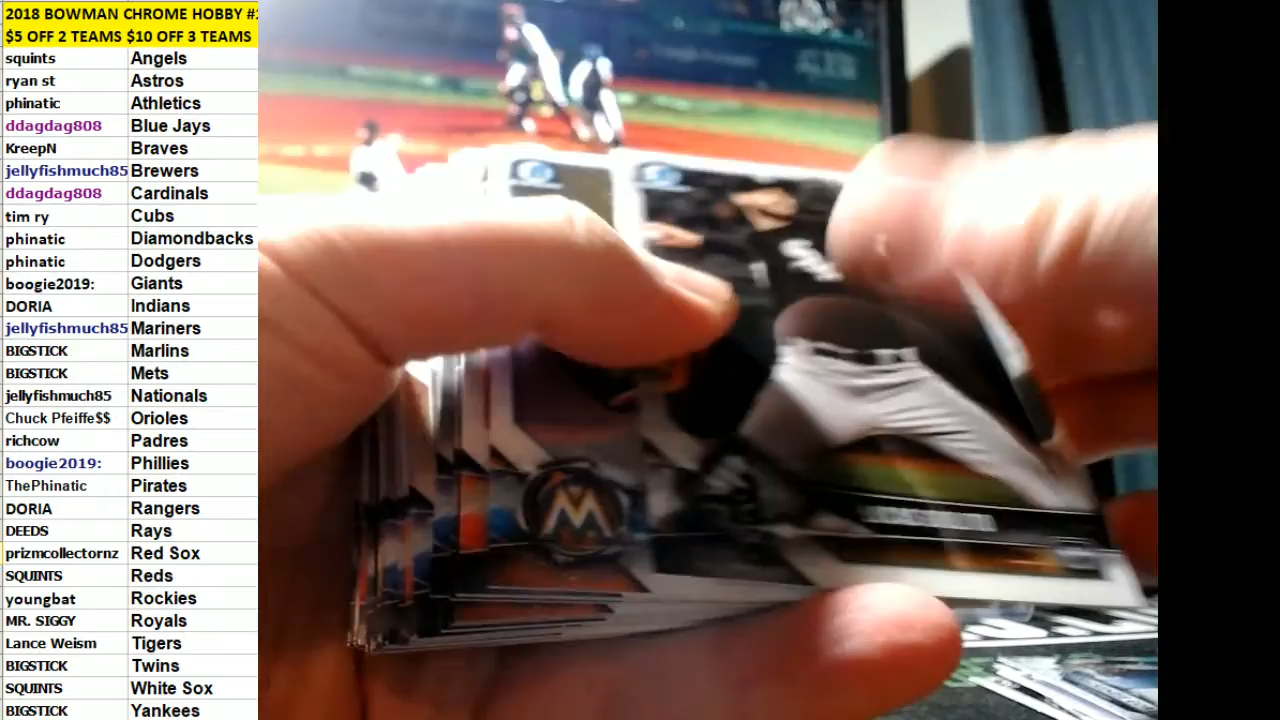 2018 BOWMAN CHROME HOBBY #2
$5 OFF 2 TEAMS $10 OFF 3 TEAMS
squints Angels
ryan st Astros
phinatic Athletics
ddagdag808 Blue Jays
KreepN Braves
jellyfishmuch85 Brewers
ddagdag808 Cardinals
tim ry Cubs
phinatic Diamondbacks
phinatic Dodgers
boogie2019: Giants
DORIA Indians
jellyfishmuch85 Mariners
BIGSTICK Marlins
BIGSTICK Mets
jellyfishmuch85 Nationals
Chuck Pfeiffe$$ Orioles
richcow Padres
boogie2019: Phillies
ThePhinatic Pirates
DORIA Rangers
DEEDS Rays
prizmcollectornz Red Sox
SQUINTS Reds
youngbat Rockies
MR. SIGGY Royals
Lance Weism Tigers
BIGSTICK Twins
SQUINTS White Sox
BIGSTICK Yankees
M